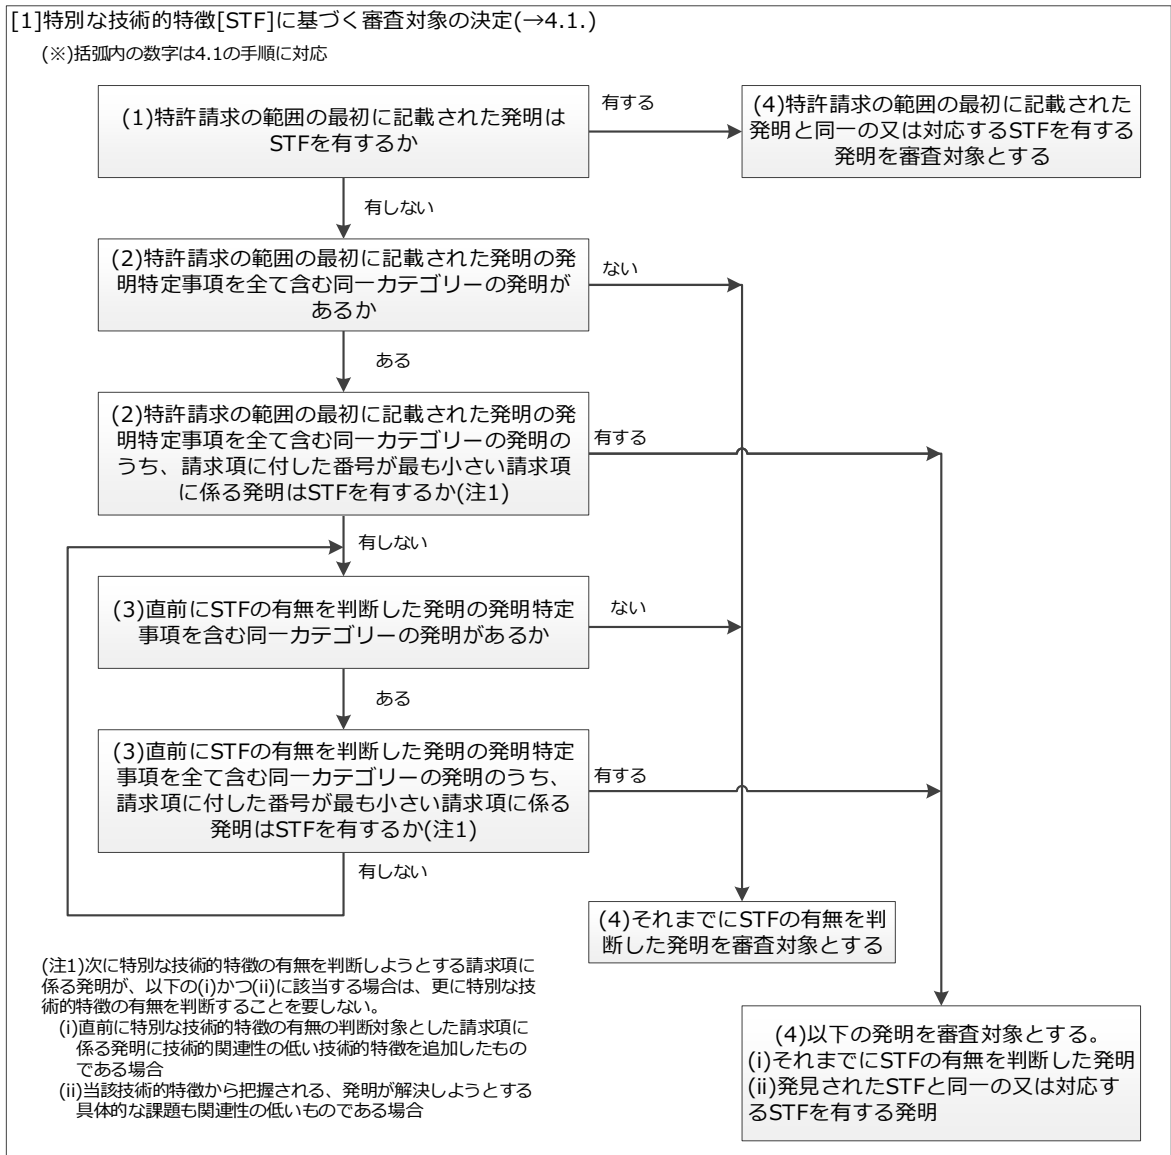 [1]特別な技術的特徴[STF]に基づく審査対象の決定(→4.1.)
(※)括弧内の数字は4.1の手順に対応
(1)特許請求の範囲の最初に記載された発明は
STFを有するか
有する
(4)特許請求の範囲の最初に記載された
発明と同一の又は対応するSTFを有する
発明を審査対象とする
有しない
(2)特許請求の範囲の最初に記載された発明の発
明特定事項を全て含む同一カテゴリーの発明が
あるか
ない
ある
(2)特許請求の範囲の最初に記載された発明の発
明特定事項を全て含む同一カテゴリーの発明の
うち、請求項に付した番号が最も小さい請求項
に係る発明はSTFを有するか(注1)
有する
有しない
(3)直前にSTFの有無を判断した発明の発明特定
事項を含む同一カテゴリーの発明があるか
ない
ある
(3)直前にSTFの有無を判断した発明の発明特定
事項を全て含む同一カテゴリーの発明のうち、
請求項に付した番号が最も小さい請求項に係る
発明はSTFを有するか(注1)
有する
有しない
(4)それまでにSTFの有無を判
断した発明を審査対象とする
(注1)次に特別な技術的特徴の有無を判断しようとする請求項に
係る発明が、以下の(i)かつ(ii)に該当する場合は、更に特別な技
術的特徴の有無を判断することを要しない。
(i)直前に特別な技術的特徴の有無の判断対象とした請求項に
係る発明に技術的関連性の低い技術的特徴を追加したもの
である場合
(ii)当該技術的特徴から把握される、発明が解決しようとする
具体的な課題も関連性の低いものである場合
(4)以下の発明を審査対象とする。
(i)それまでにSTFの有無を判断した発明
(ii)発見されたSTFと同一の又は対応す
るSTFを有する発明